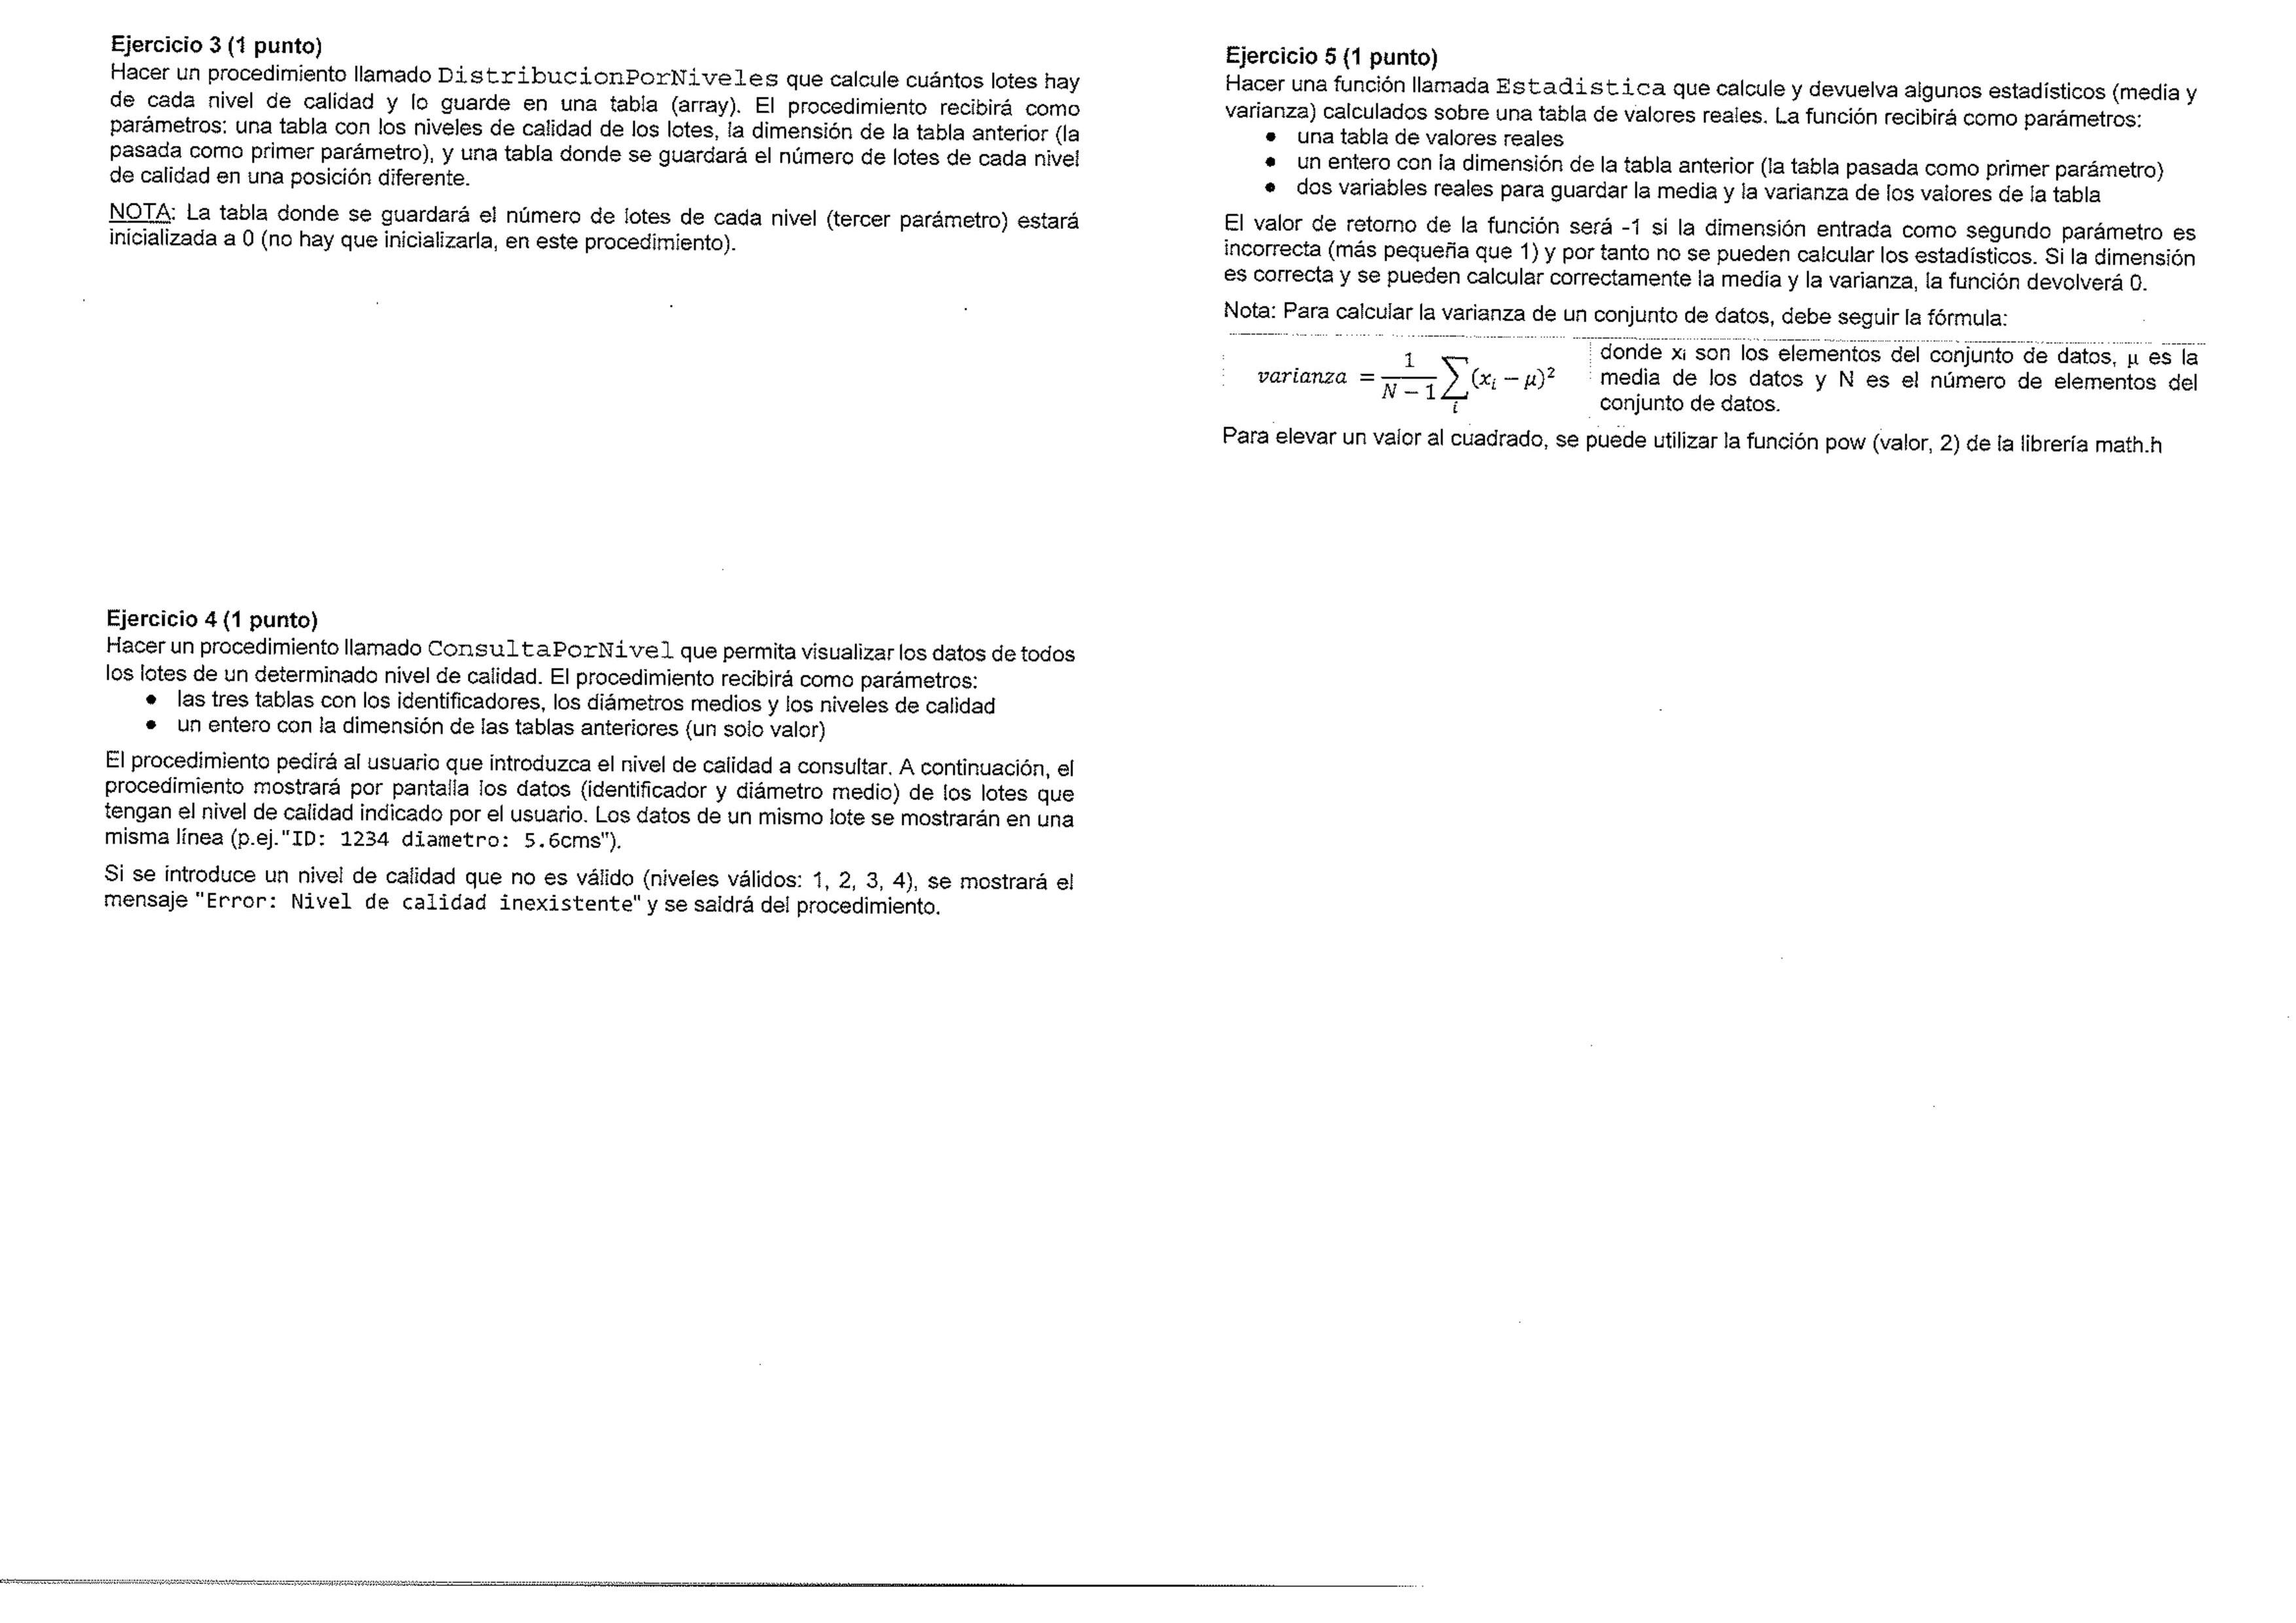 Ejercicio 3 (1 punto)
Hacer un procedimiento llamado DistribucionPorNiveles que calcule cuántos lotes hay
de cada nivel de calidad y lo guarde en una tabla (array). El procedimiento recibirá como
parámetros: una tabla con los niveles de calidad de los lotes, la dimensión de la tabla anterior (la
pasada como primer parámetro), y una tabla donde se guardará el número de lotes de cada nivel
de calidad en una posición diferente.
NOTA: La tabla donde se guardará el número de lotes de cada nivel (tercer parámetro) estará
inicializada a 0 (no hay que inicializarla, en este procedimiento).
Ejercicio 4 (1 punto)
Hacer un procedimiento llamado ConsultaPorNivel que permita visualizar los datos de todos
los lotes de un determinado nivel de calidad. El procedimiento recibirá como parámetros:
• las tres tablas con los identificadores, los diámetros medios y los niveles de calidad
• un entero con la dimensión de las tablas anteriores (un solo valor)
El procedimiento pedirá al usuario que introduzca el nivel de calidad a consultar. A continuación, el
procedimiento mostrará por pantalla los datos (identificador y diámetro medio) de los lotes que
tengan el nivel de calidad indicado por el usuario. Los datos de un mismo lote se mostrarán en una
misma línea (p.ej."ID: 1234 diametro: 5.6cms").
Si se introduce un nivel de calidad que no es válido (niveles válidos: 1, 2, 3, 4), se mostrará el
mensaje "Error: Nivel de calidad inexistente" y se saldrá del procedimiento.
Ejercicio 5 (1 punto)
Hacer una función llamada Estadistica que calcule y devuelva algunos estadísticos (media y
varianza) calculados sobre una tabla de valores reales. La función recibirá como parámetros:
• una tabla de valores reales
• un entero con la dimensión de la tabla anterior (la tabla pasada como primer parámetro)
• dos variables reales para guardar la media y la varianza de los valores de la tabla
El valor de retorno de la función será -1 si la dimensión entrada como segundo parámetro es
incorrecta (más pequeña que 1) y por tanto no se pueden calcular los estadísticos. Si la dimensión
es correcta y se pueden calcular correctamente la media y la varianza, la función devolverá 0.
Nota: Para calcular la varianza de un conjunto de datos, debe seguir la fórmula:
varianza = 1/(N − 1) ∑i (xi − μ)²
donde xi son los elementos del conjunto de datos, μ es la
media de los datos y N es el número de elementos del
conjunto de datos.
Para elevar un valor al cuadrado, se puede utilizar la función pow (valor, 2) de la librería math.h